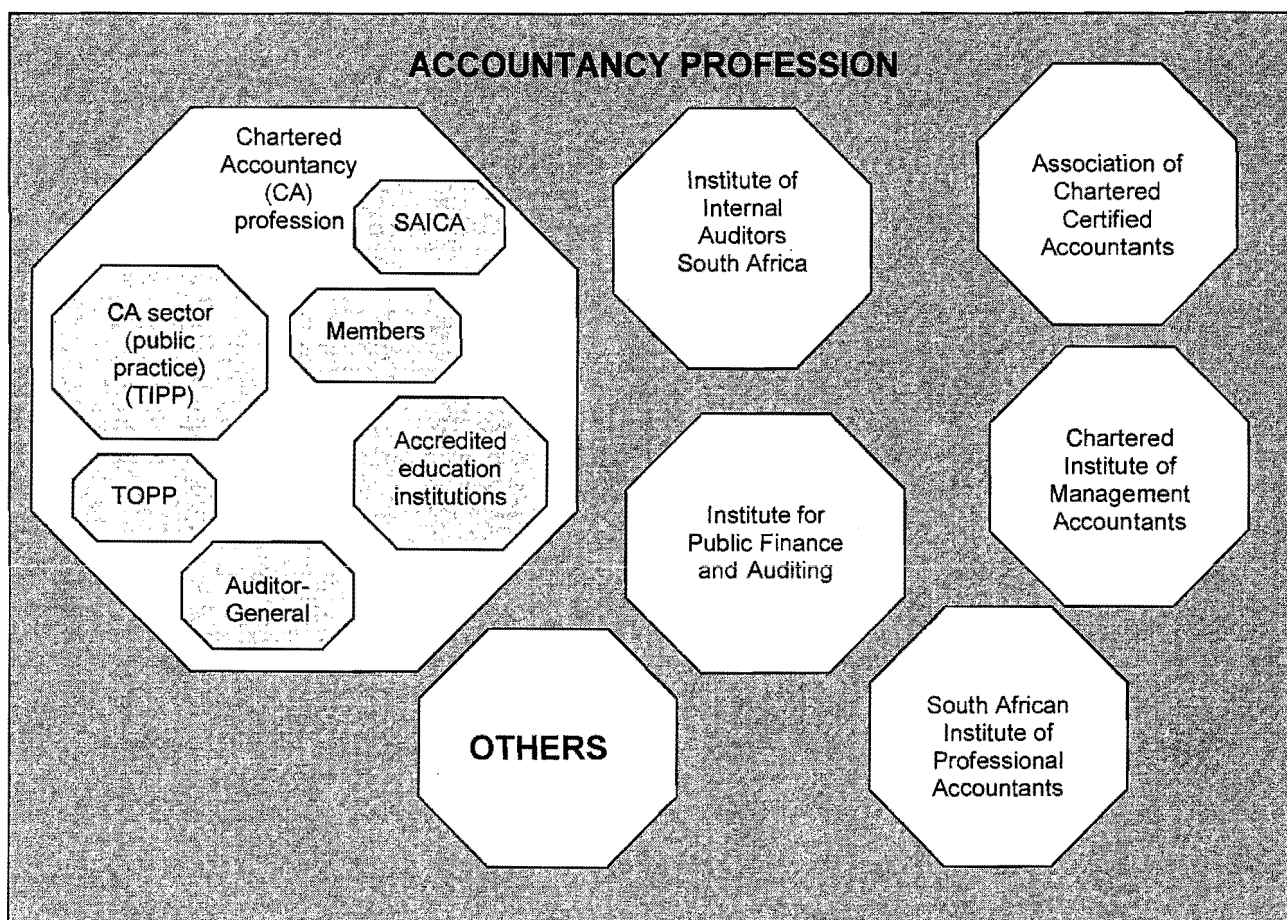 ACCOUNTANCY PROFESSION
Chartered
Accountancy
(CA)
profession
SAICA
CA sector
(public
practice)
(TIPP)
Members
Accredited
education
institutions
TOPP
Auditor-
General
Institute of
Internal
Auditors
South Africa
Association of
Chartered
Certified
Accountants
Institute for
Public Finance
and Auditing
Chartered
Institute of
Management
Accountants
OTHERS
South African
Institute of
Professional
Accountants